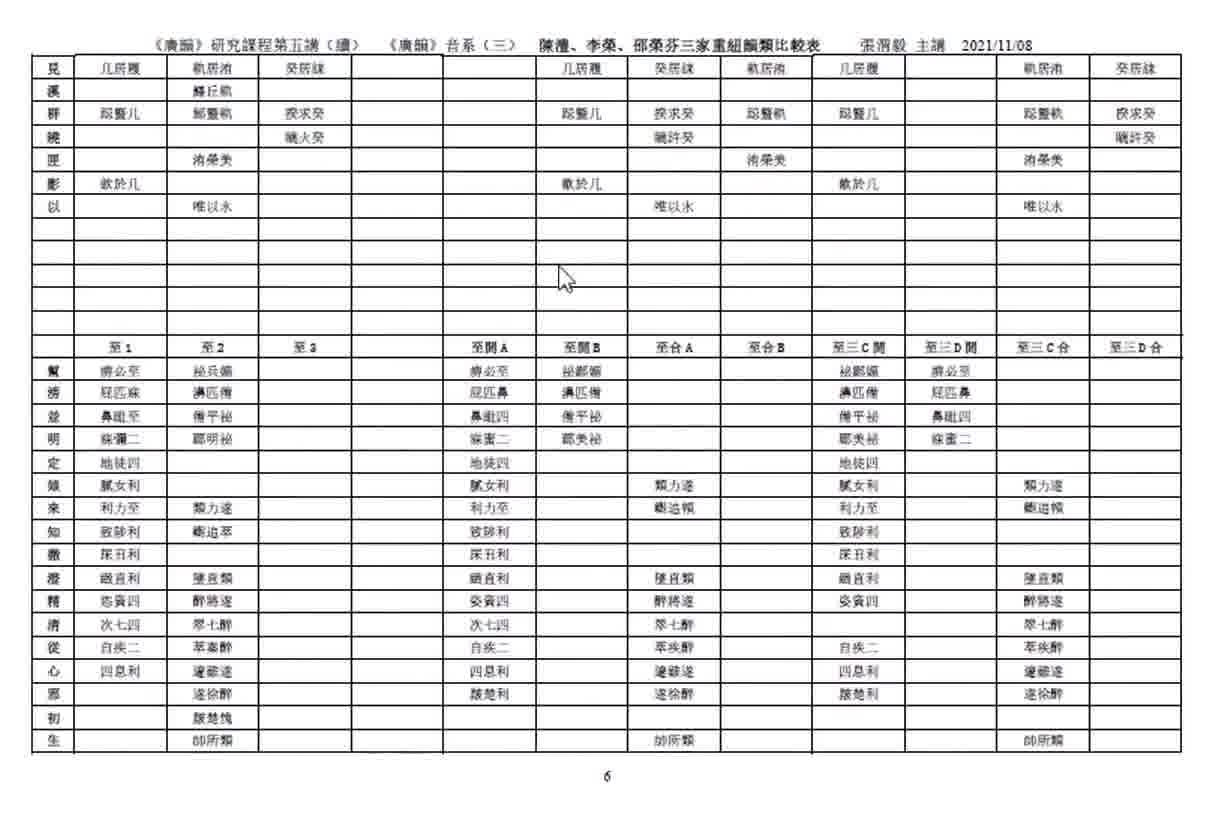 《廣韻》研究課程第五講（續） 《廣韻》音系（三） 陳澧、李榮、邵榮芬三家重紐韻類比較表 張渭毅 主講 2021/11/08
見 几居履 軌居洧 癸居誄 几居履 癸居誄 軌居洧 几居履 軌居洧 癸居誄
溪 巋丘軌
群 跽暨几 郈暨軌 揆求癸 跽暨几 揆求癸 跽暨軌 跽暨几 跽暨軌 揆求癸
曉 火癸 許癸 許癸
匣 洧榮美 洧榮美 洧榮美
影 歕於几 歕於几 歕於几
以 唯以水 唯以水 唯以水
至1 至2 至3 至開A 至開B 至合A 至合B 至三C開 至三D開 至三C合 至三D合
幫 痹必至 祕兵媚 痹必至 祕鄙媚 祕鄙媚 痹必至
滂 屁匹寐 濞匹備 屁匹鼻 濞匹備 濞匹備 屁匹鼻
並 鼻毗至 備平祕 鼻毗四 備平祕 備平祕 鼻毗四
明 寐彌二 郿明祕 寐蜜二 郿美祕 郿美祕 寐蜜二
定 地徒四 地徒四 地徒四
娘 膩女利 膩女利 類力遂 膩女利 類力遂
來 利力至 類力遂 利力至 追 利力至 追
知 致陟利 追萃 致陟利 致陟利
徹 屎丑利 屎丑利 屎丑利
澄 緻直利 墜直類 緻直利 墜直類 緻直利 墜直類
精 恣資四 醉將遂 姿資四 醉將遂 姿資四 醉將遂
清 次七四 翠七醉 次七四 翠七醉 翠七醉
從 自疾二 萃秦醉 自疾二 萃疾醉 自疾二 萃疾醉
心 四息利 邃雖遂 四息利 邃雖遂 四息利 邃雖遂
邪 遂徐醉 楚利 遂徐醉 楚利 遂徐醉
初 楚愧
生 帥所類 帥所類 帥所類
6